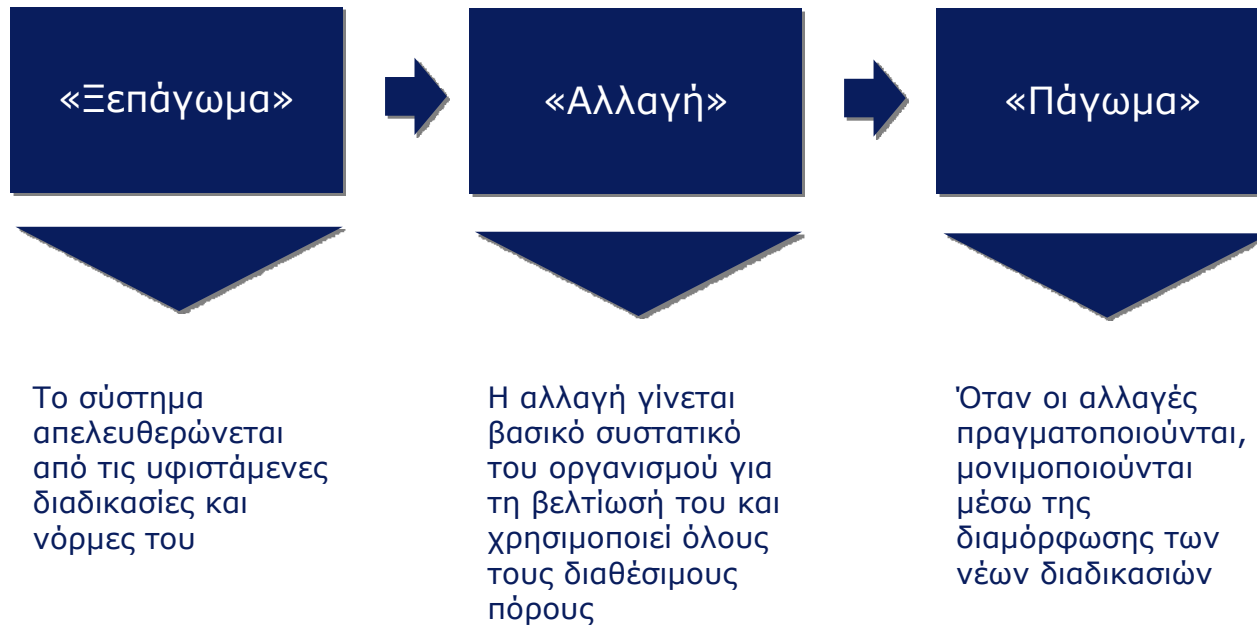 «Ξεπάγωμα»
«Αλλαγή»
«Πάγωμα»
Το σύστημα
απελευθερώνεται
από τις υφιστάμενες
διαδικασίες και
νόρμες του
Η αλλαγή γίνεται
βασικό συστατικό
του οργανισμού για
τη βελτίωσή του και
χρησιμοποιεί όλους
τους διαθέσιμους
πόρους
Όταν οι αλλαγές
πραγματοποιούνται,
μονιμοποιούνται
μέσω της
διαμόρφωσης των
νέων διαδικασιών